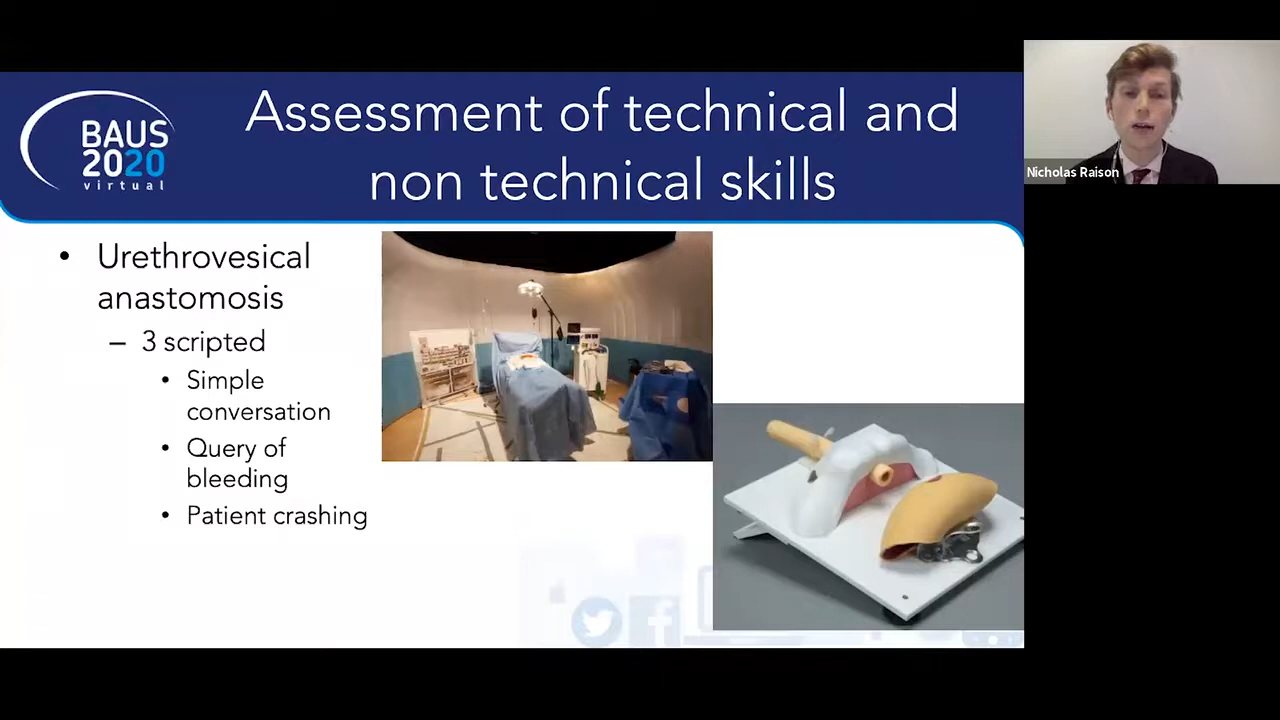 BAUS
2020
virtual
Assessment of technical and
non technical skills
• Urethrovesical
anastomosis
– 3 scripted
• Simple
conversation
• Query of
bleeding
• Patient crashing
Nicholas Raison